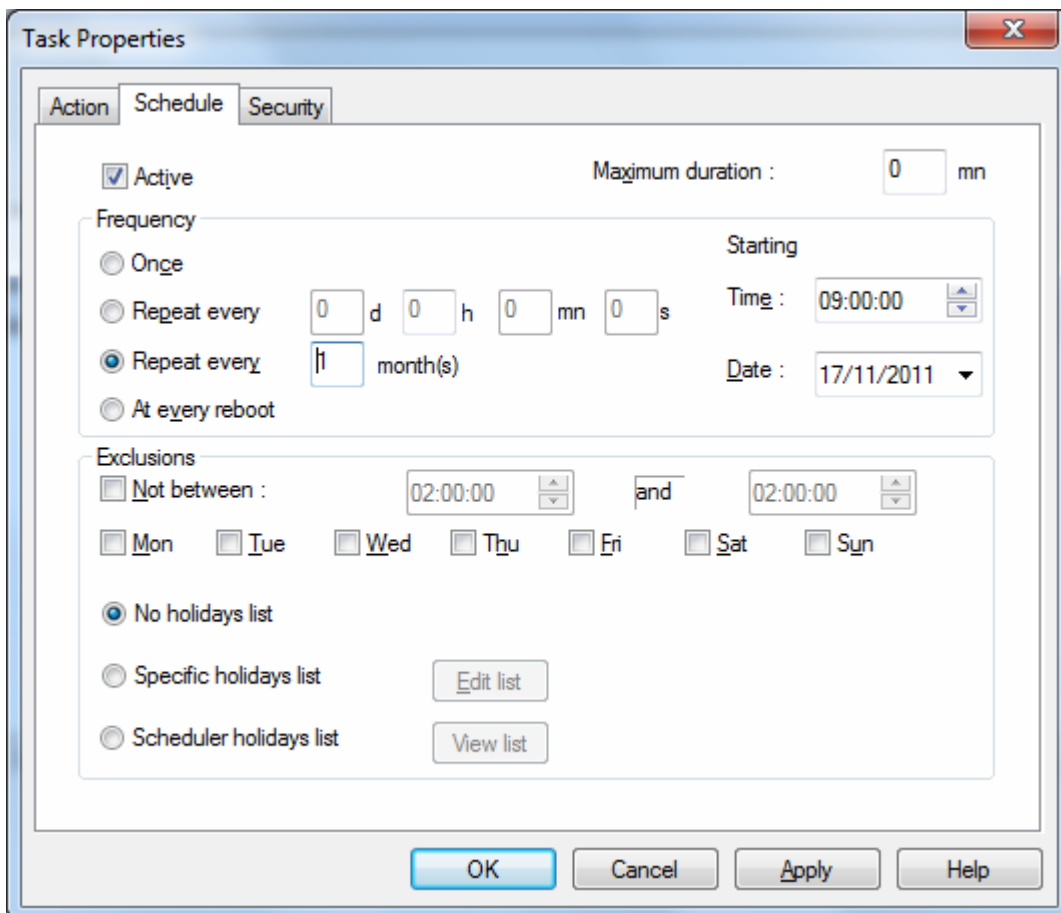 Task Properties
Action Schedule Security
Active Maximum duration : 0 mn
Frequency
Starting
Once
Repeat every 0 d 0 h 0 mn 0 s Time : 09:00:00
Repeat every 1 month(s) Date : 17/11/2011
At every reboot
Exclusions
Not between : 02:00:00 and 02:00:00
Mon Tue Wed Thu Fri Sat Sun
No holidays list
Specific holidays list Edit list
Scheduler holidays list View list
OK Cancel Apply Help